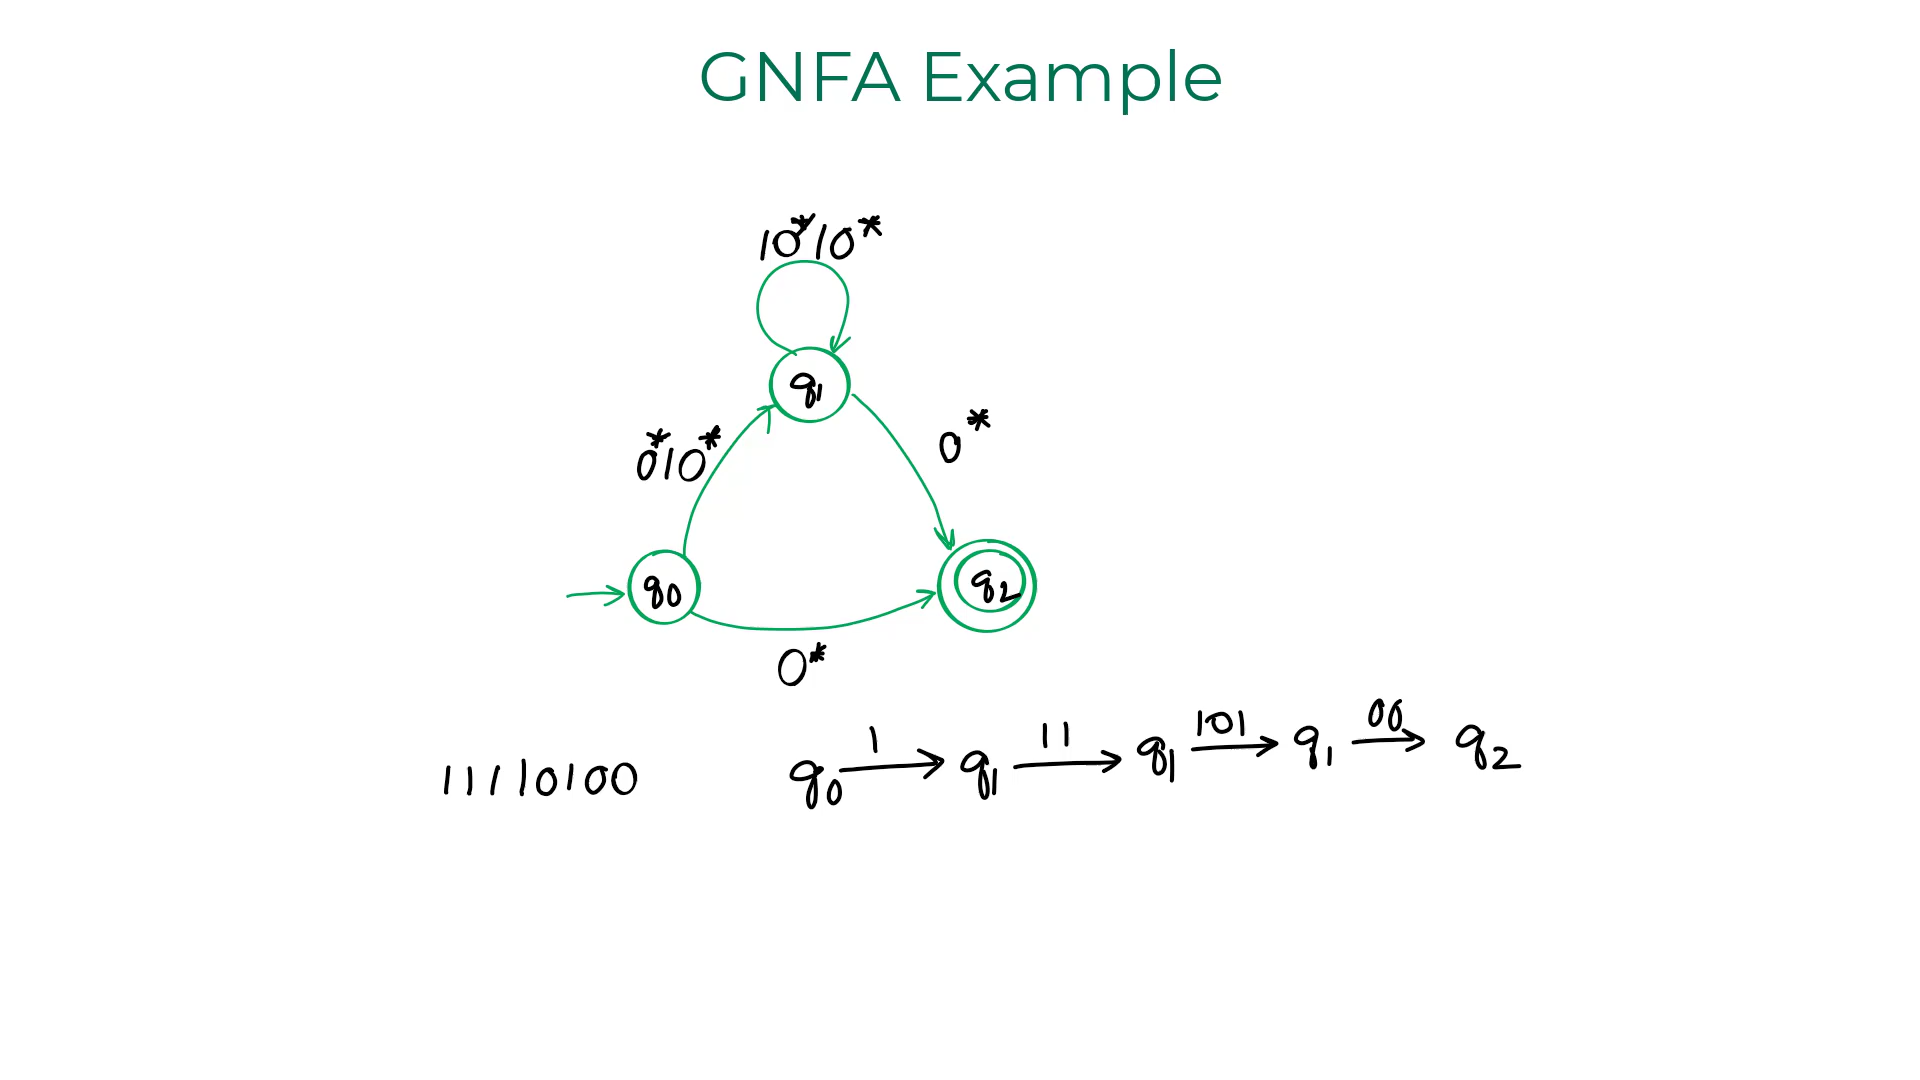 GNFA Example
10*10*
q1
0*
0*10*
q0
q2
0*
11110100
q0 1 q1 11 q1 101 q1 00 q2